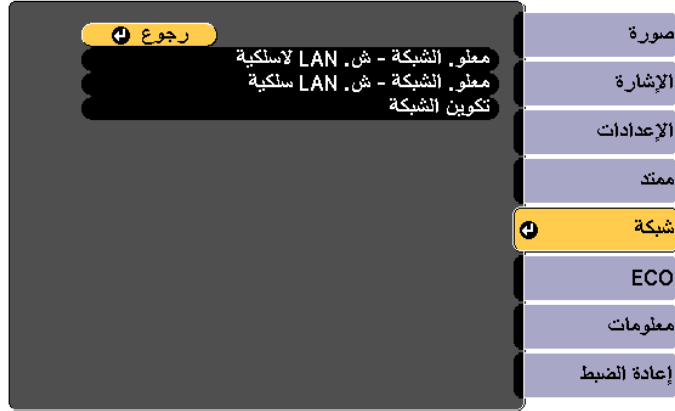 صورة
الإشارة
الإعدادات
ممتد
شبكة
ECO
معلومات
إعادة الضبط
رجوع
معلو. الشبكة - ش. LAN لاسلكية
معلو. الشبكة - ش. LAN سلكية
تكوين الشبكة